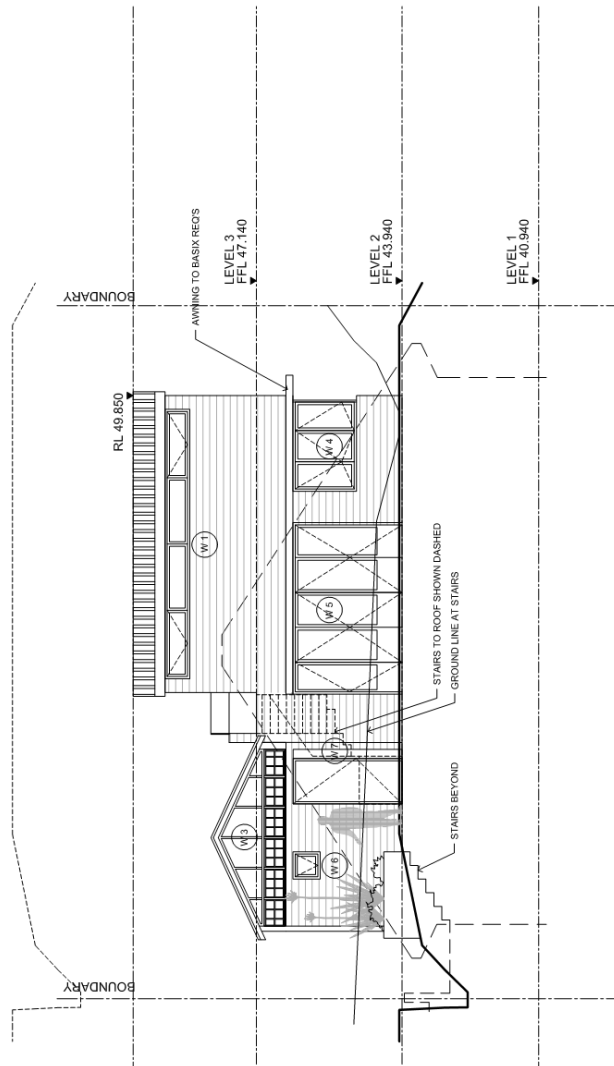 BOUNDARY
RL 49.850
AWNING TO BASIX REQ'S
LEVEL 3
FFL 47.140
LEVEL 2
FFL 43.940
LEVEL 1
FFL 40.940
W 1
W 4
W 5
W 3
W 6
W7
STAIRS TO ROOF SHOWN DASHED
GROUND LINE AT STAIRS
STAIRS BEYOND
BOUNDARY